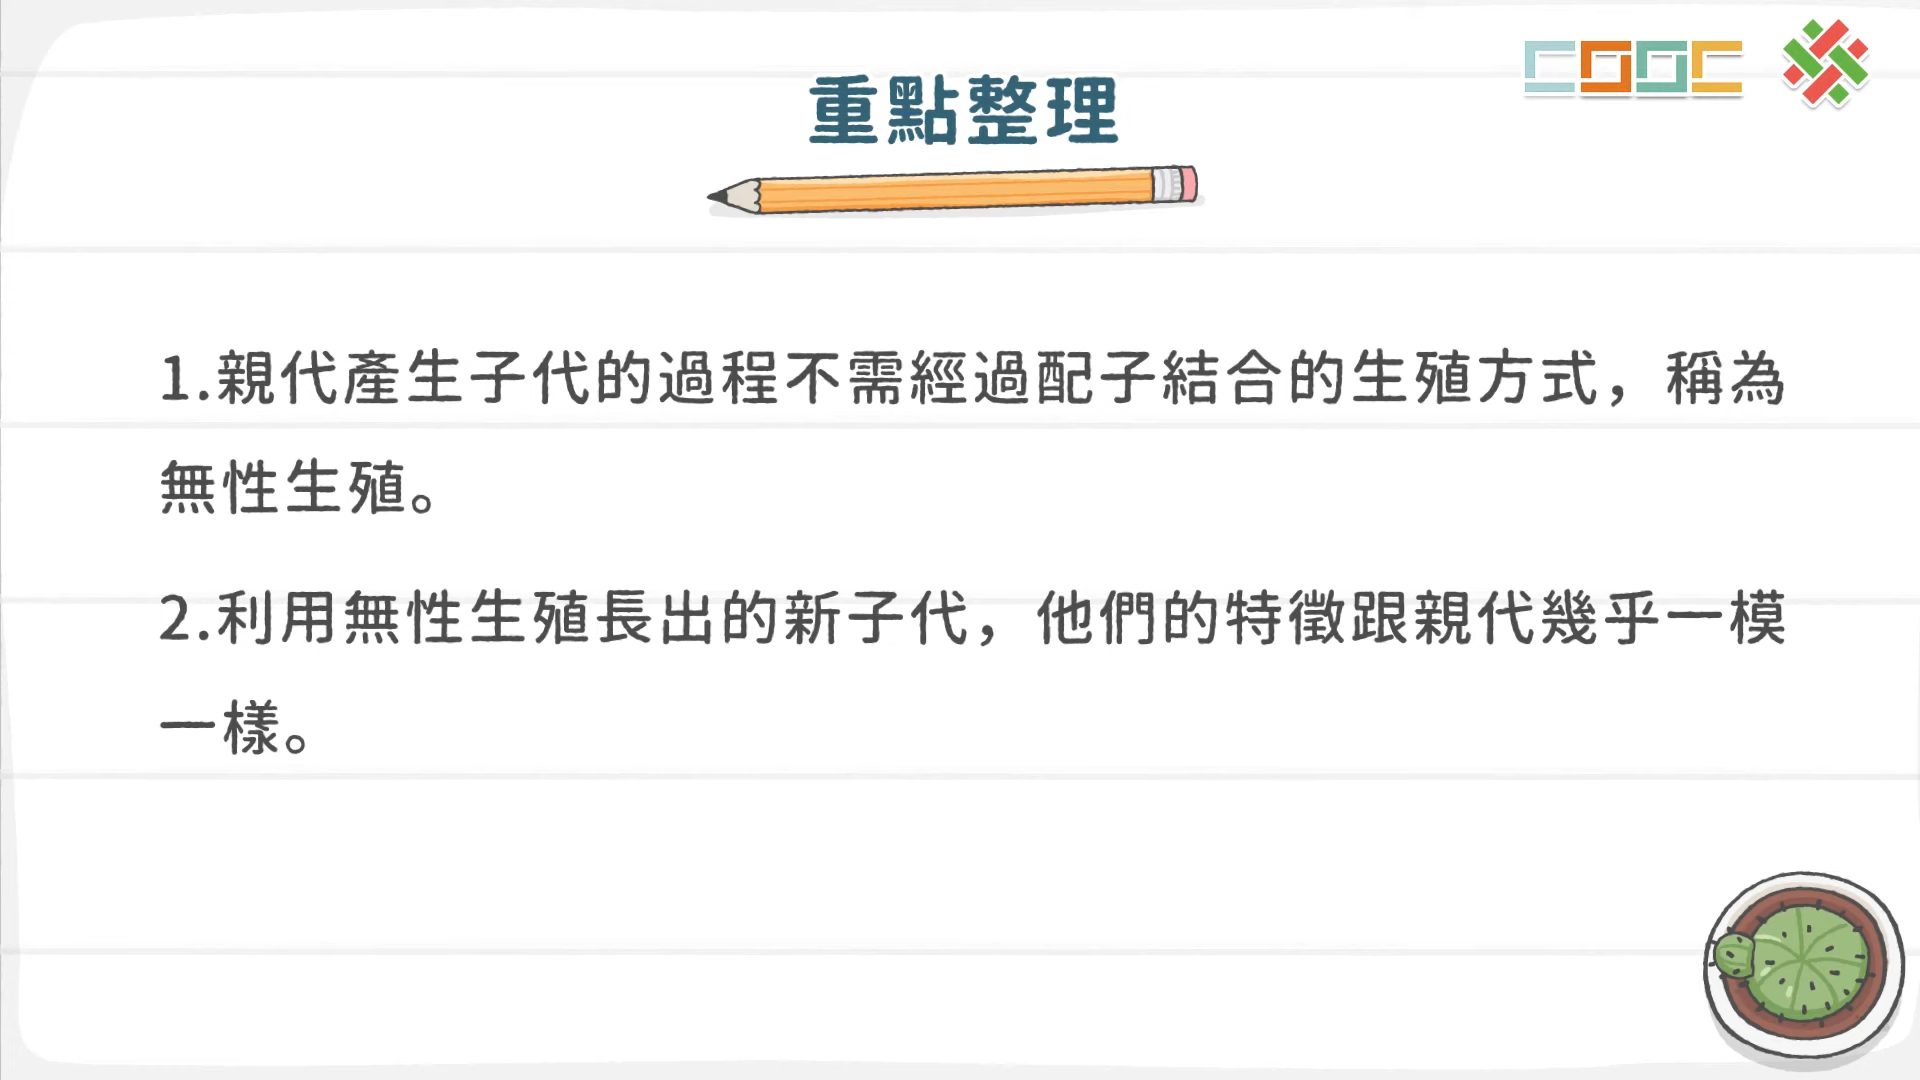 COOC
重點整理
1.親代產生子代的過程不需經過配子結合的生殖方式，稱為
無性生殖。
2.利用無性生殖長出的新子代，他們的特徵跟親代幾乎一模
一樣。